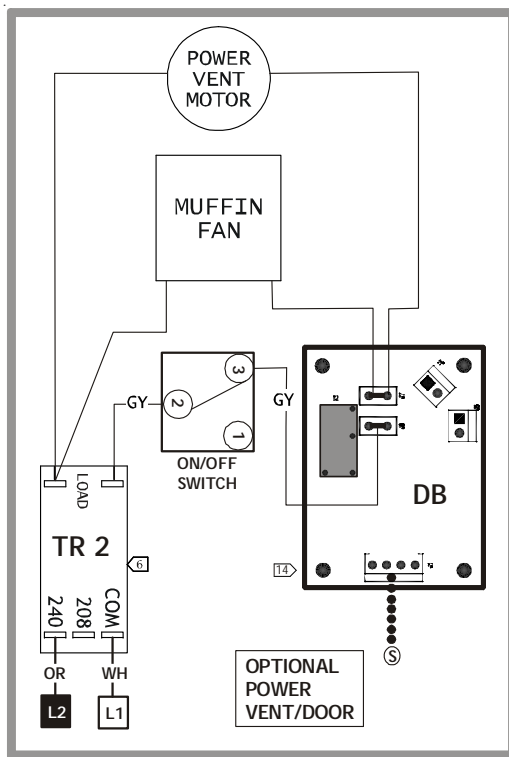 POWER
VENT
MOTOR
MUFFIN
FAN
3
2
1
GY
GY
ON/OFF
SWITCH
LOAD
TR 2
6
240
208
COM
OR
WH
L2
L1
DB
14
S
OPTIONAL
POWER
VENT/DOOR